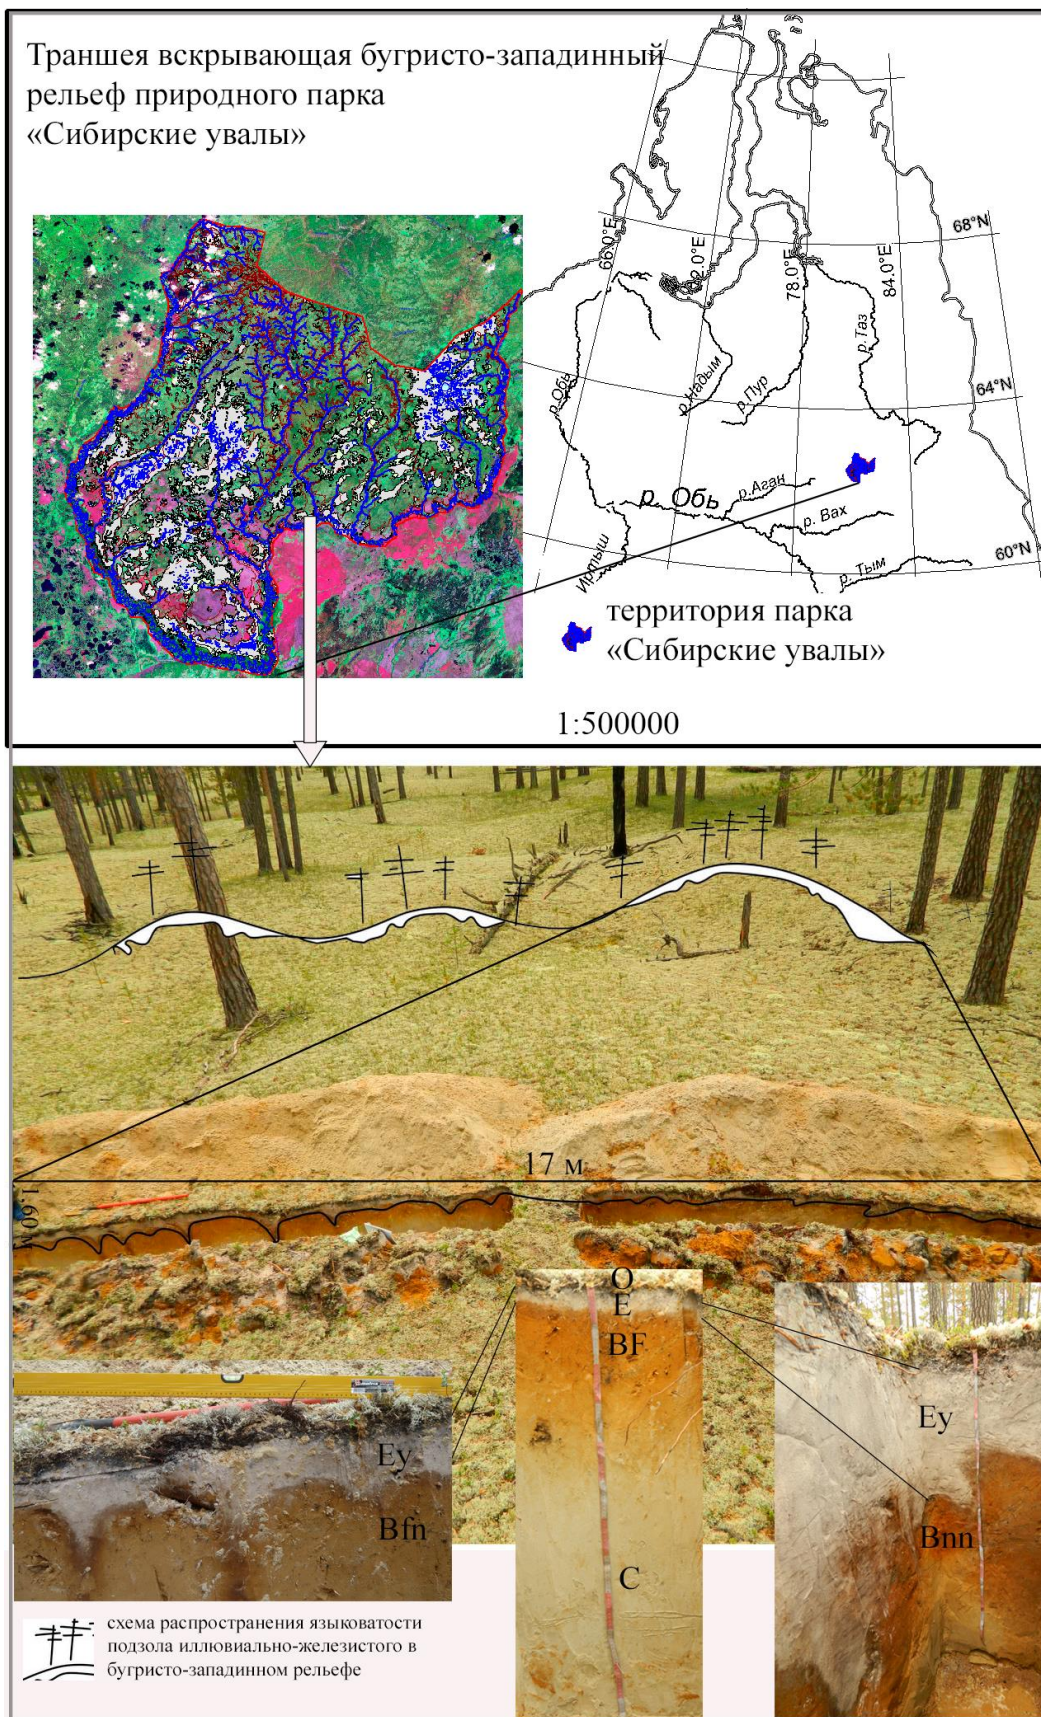 Траншея вскрывающая бугристо-западинный
рельеф природного парка
«Сибирские увалы»
66.0°E
78.0°E
84.0°E
68°N
64°N
60°N
р. Обь
р.Надым
р.Пур
р.Таз
р. Обь
р.Аган
р. Вах
р. Тым
Иртыш
территория парка
«Сибирские увалы»
1:500000
17 м
1.60 м
O
E
BF
C
Ey
Bfn
Ey
Bnn
схема распространения языковатости
подзола иллювиально-железистого в
бугристо-западинном рельефе